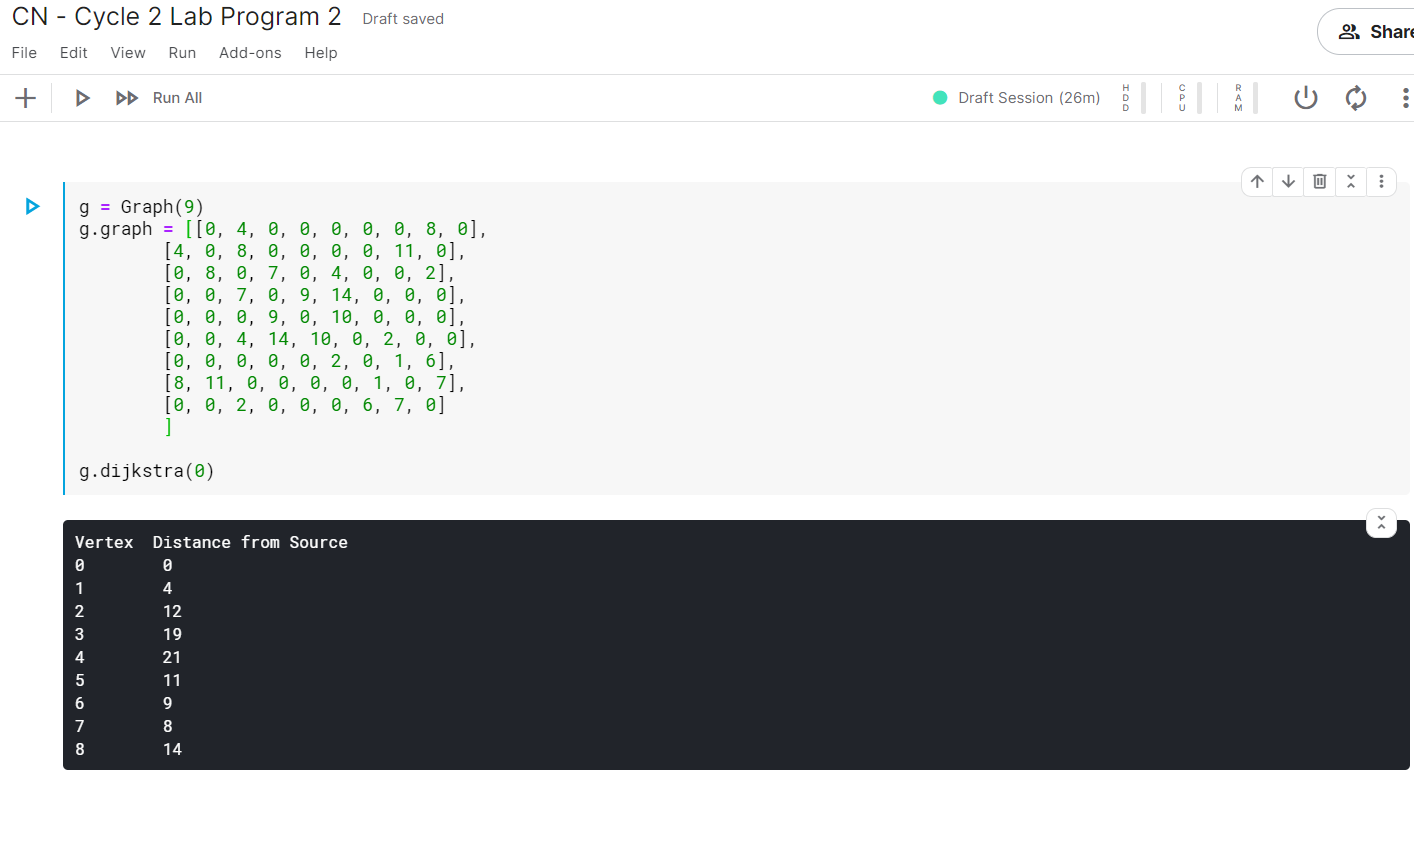 CN - Cycle 2 Lab Program 2 Draft saved
File Edit View Run Add-ons Help
Share
Run All
Draft Session (26m)
HDD
CPU
RAM
g = Graph(9)
g.graph = [[0, 4, 0, 0, 0, 0, 0, 8, 0],
[4, 0, 8, 0, 0, 0, 0, 11, 0],
[0, 8, 0, 7, 0, 4, 0, 0, 2],
[0, 0, 7, 0, 9, 14, 0, 0, 0],
[0, 0, 0, 9, 0, 10, 0, 0, 0],
[0, 0, 4, 14, 10, 0, 2, 0, 0],
[0, 0, 0, 0, 0, 2, 0, 1, 6],
[8, 11, 0, 0, 0, 0, 1, 0, 7],
[0, 0, 2, 0, 0, 0, 6, 7, 0]
]
g.dijkstra(0)
Vertex Distance from Source
0 0
1 4
2 12
3 19
4 21
5 11
6 9
7 8
8 14